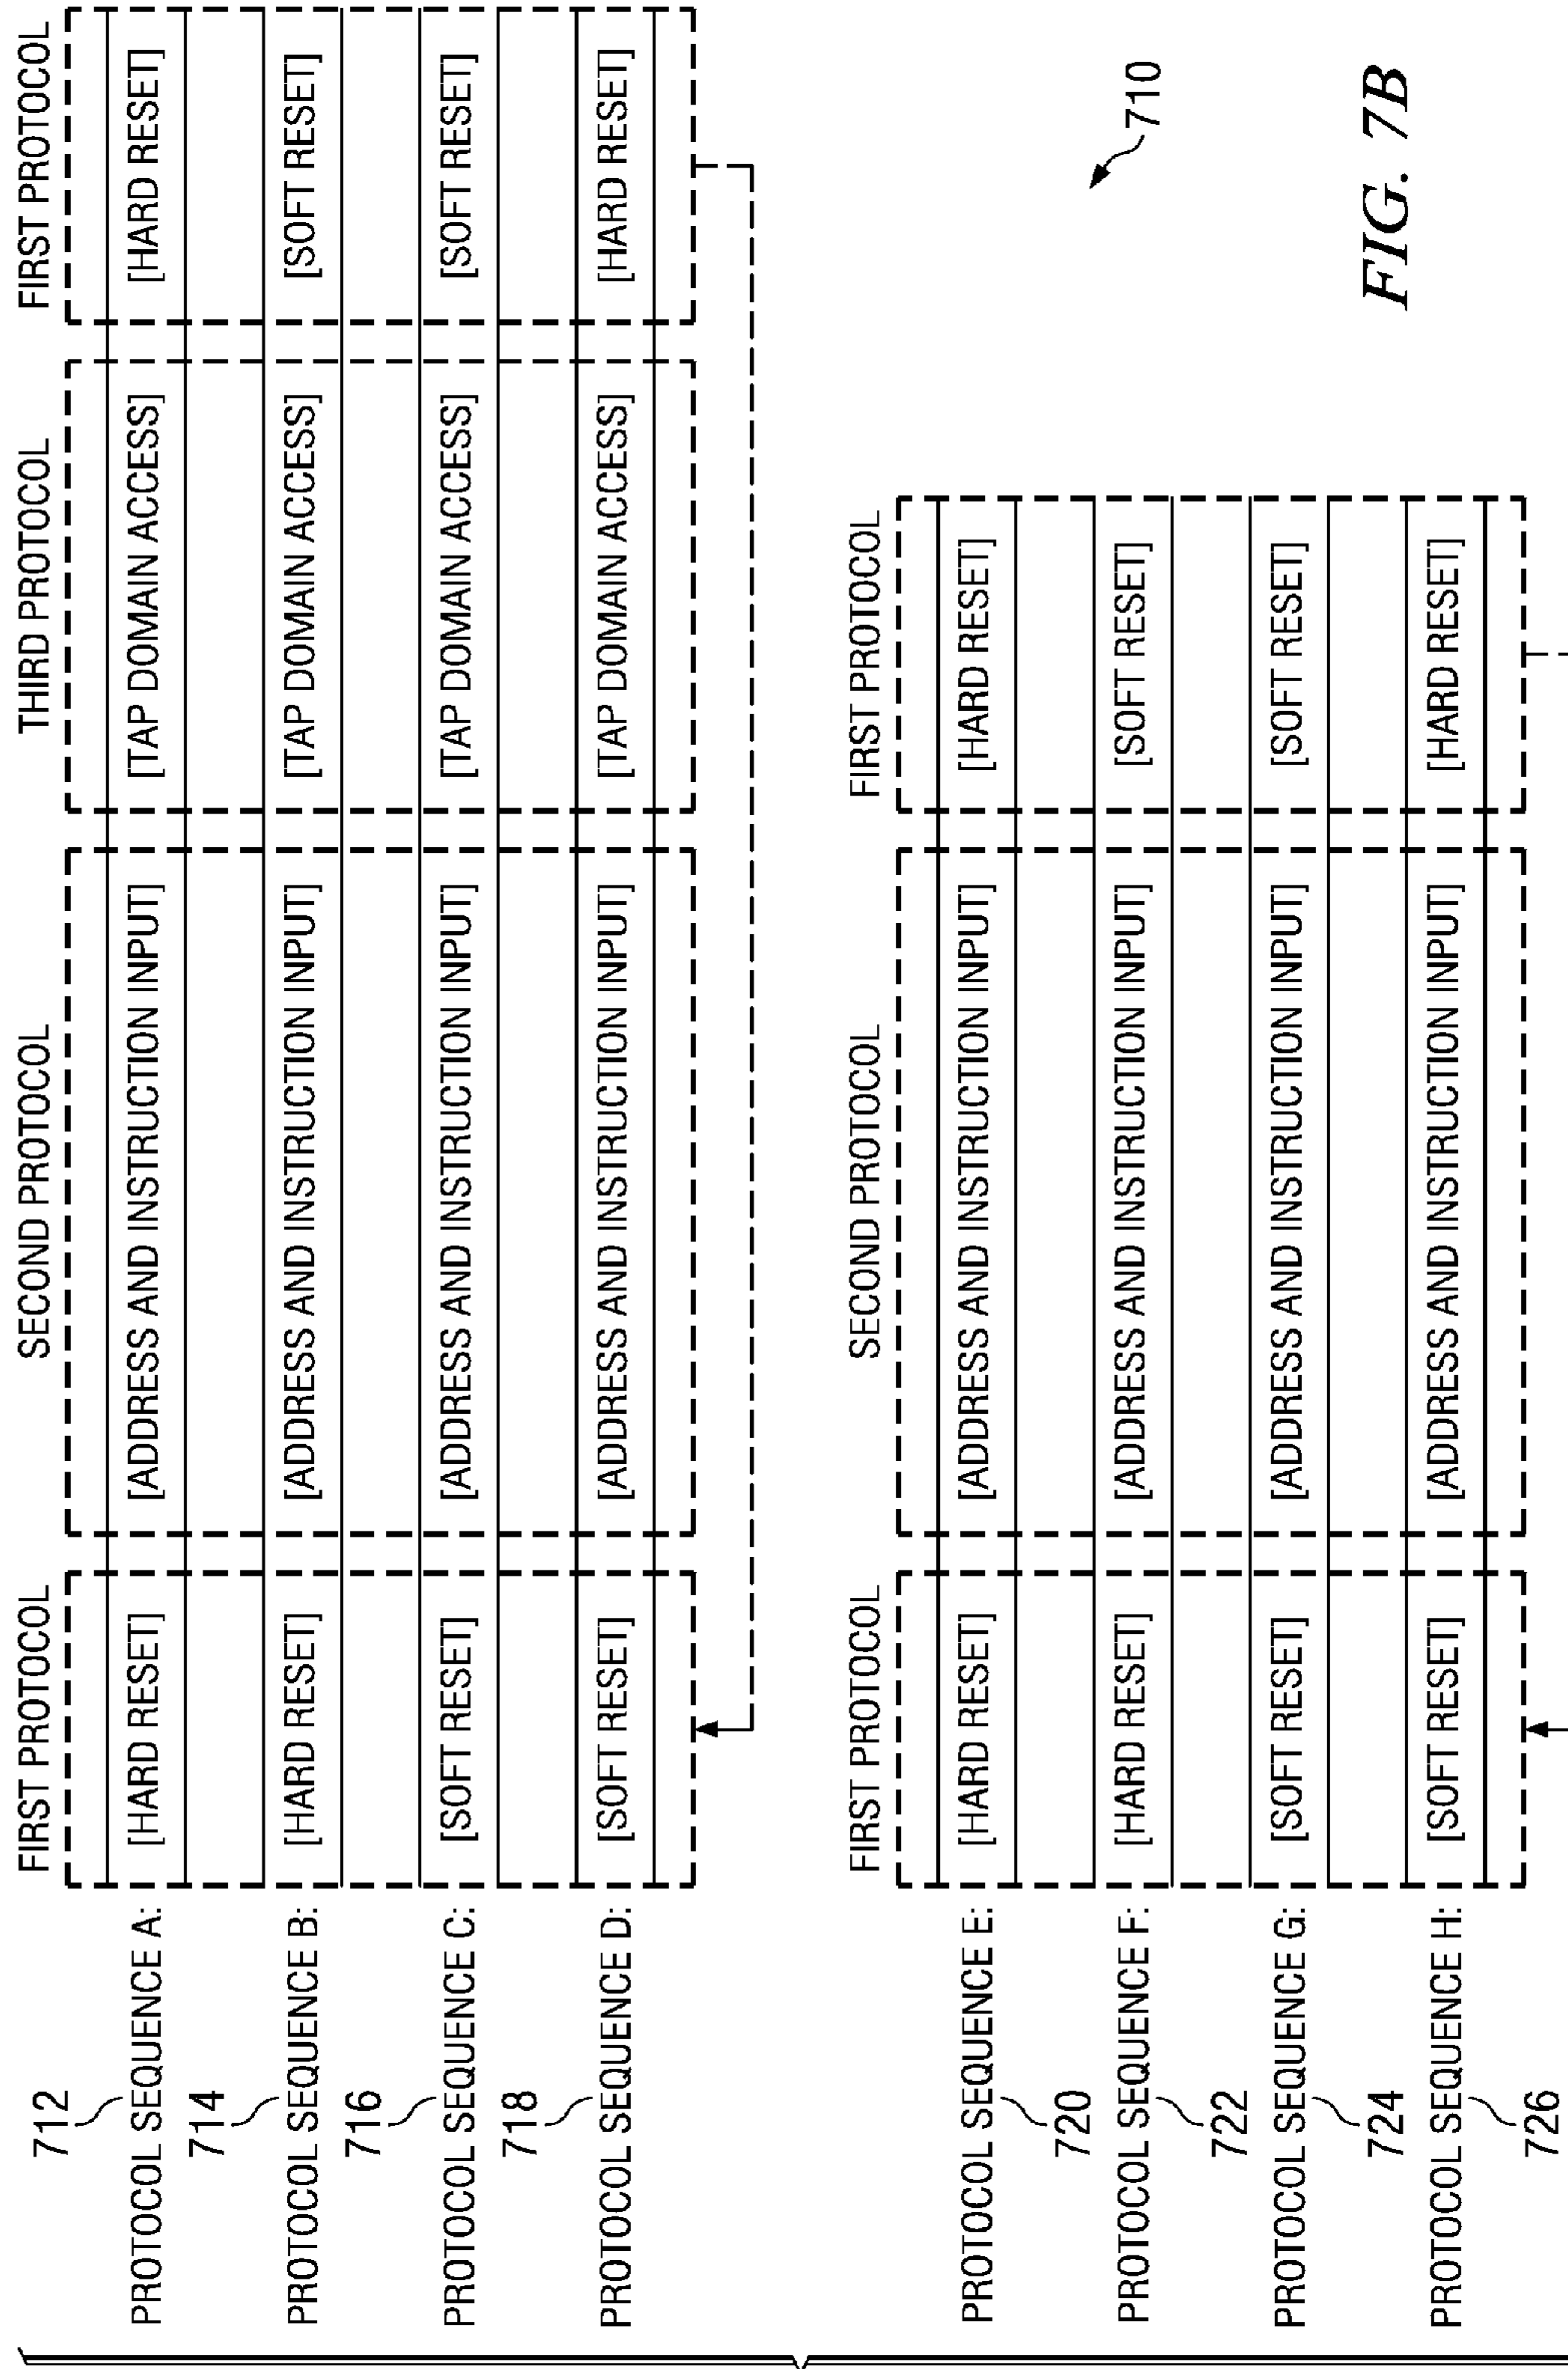 FIRST PROTOCOL SECOND PROTOCOL THIRD PROTOCOL FIRST PROTOCOL
712
PROTOCOL SEQUENCE A: [HARD RESET] [ADDRESS AND INSTRUCTION INPUT] [TAP DOMAIN ACCESS] [HARD RESET]
714
PROTOCOL SEQUENCE B: [HARD RESET] [ADDRESS AND INSTRUCTION INPUT] [TAP DOMAIN ACCESS] [SOFT RESET]
716
PROTOCOL SEQUENCE C: [SOFT RESET] [ADDRESS AND INSTRUCTION INPUT] [TAP DOMAIN ACCESS] [SOFT RESET]
718
PROTOCOL SEQUENCE D: [SOFT RESET] [ADDRESS AND INSTRUCTION INPUT] [TAP DOMAIN ACCESS] [HARD RESET]
FIRST PROTOCOL SECOND PROTOCOL FIRST PROTOCOL
PROTOCOL SEQUENCE E: [HARD RESET] [ADDRESS AND INSTRUCTION INPUT] [HARD RESET]
720
710
PROTOCOL SEQUENCE F: [HARD RESET] [ADDRESS AND INSTRUCTION INPUT] [SOFT RESET]
722
PROTOCOL SEQUENCE G: [SOFT RESET] [ADDRESS AND INSTRUCTION INPUT] [SOFT RESET]
724
PROTOCOL SEQUENCE H: [SOFT RESET] [ADDRESS AND INSTRUCTION INPUT] [HARD RESET]
726
FIG. 7B